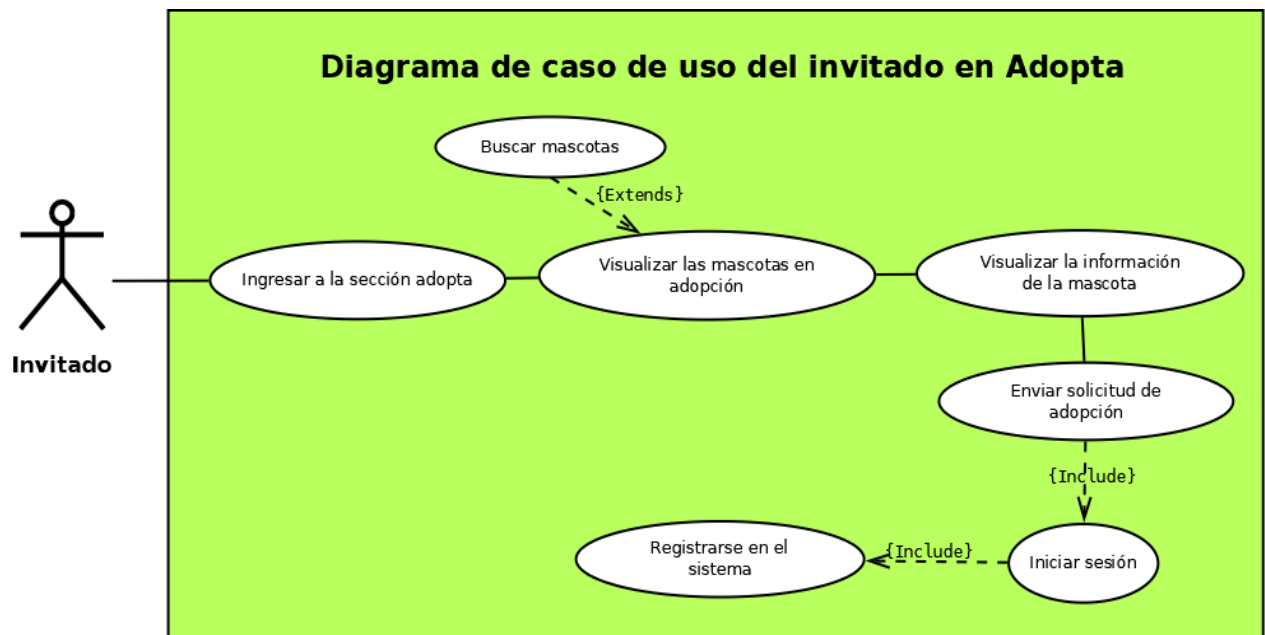 Diagrama de caso de uso del invitado en Adopta
Buscar mascotas
{Extends}
Ingresar a la sección adopta
Visualizar las mascotas en
adopción
Visualizar la información
de la mascota
Invitado
Enviar solicitud de
adopción
{Include}
Registrarse en el
sistema
{Include}
Iniciar sesión